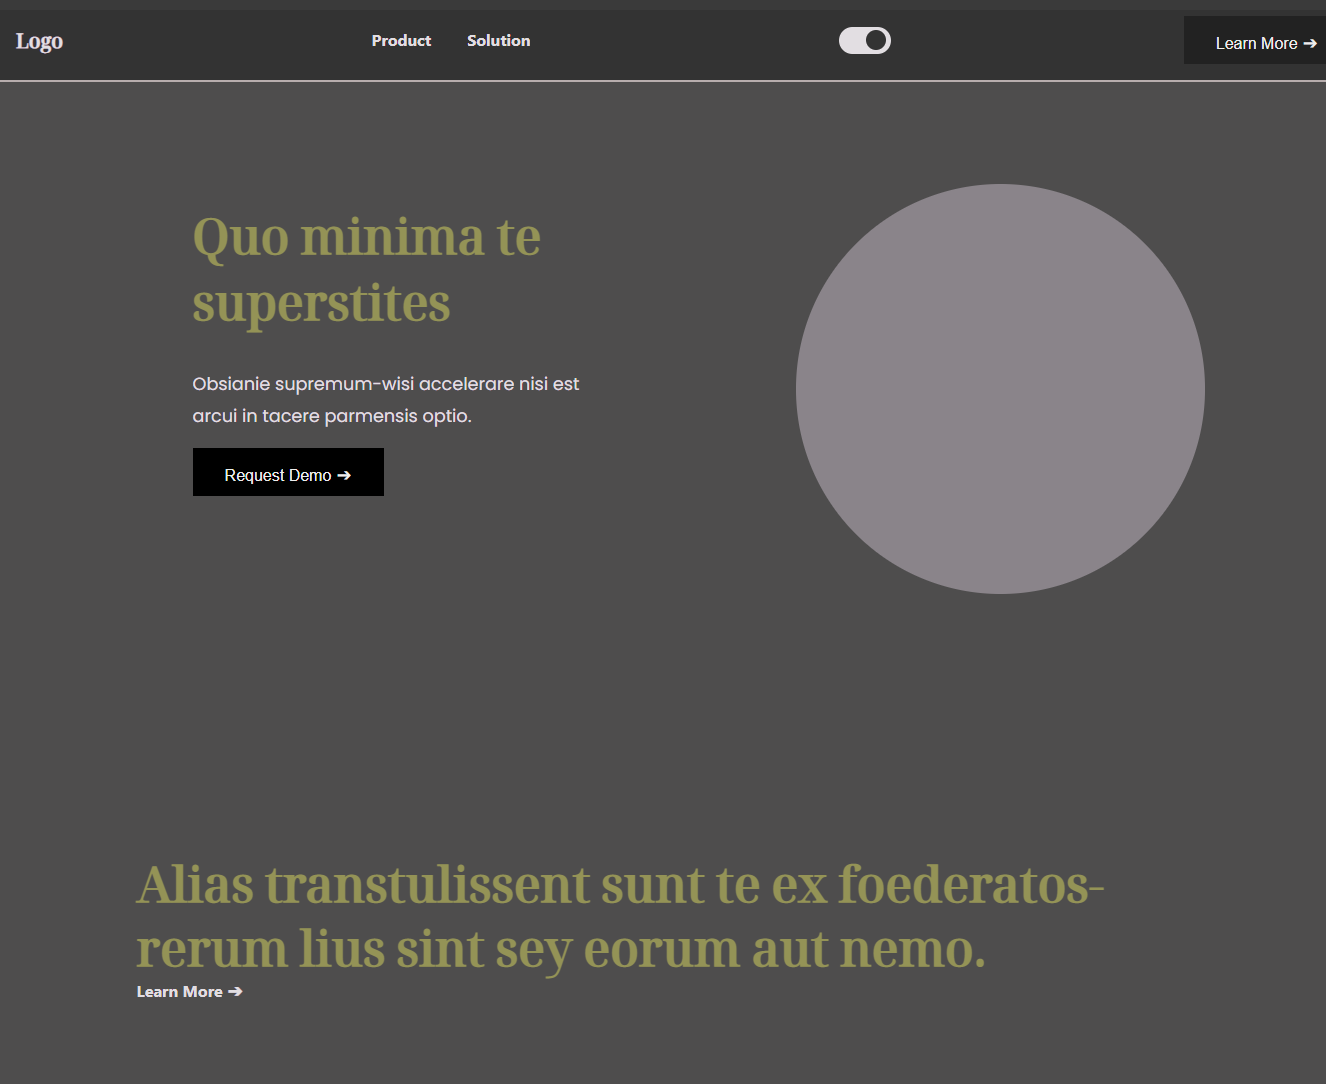 Logo
Product
Solution
Learn More ➔
Quo minima te
superstites
Obsianie supremum-wisi accelerare nisi est
arcui in tacere parmensis optio.
Request Demo ➔
Alias transtulissent sunt te ex foederatos-
rerum lius sint sey eorum aut nemo.
Learn More ➔